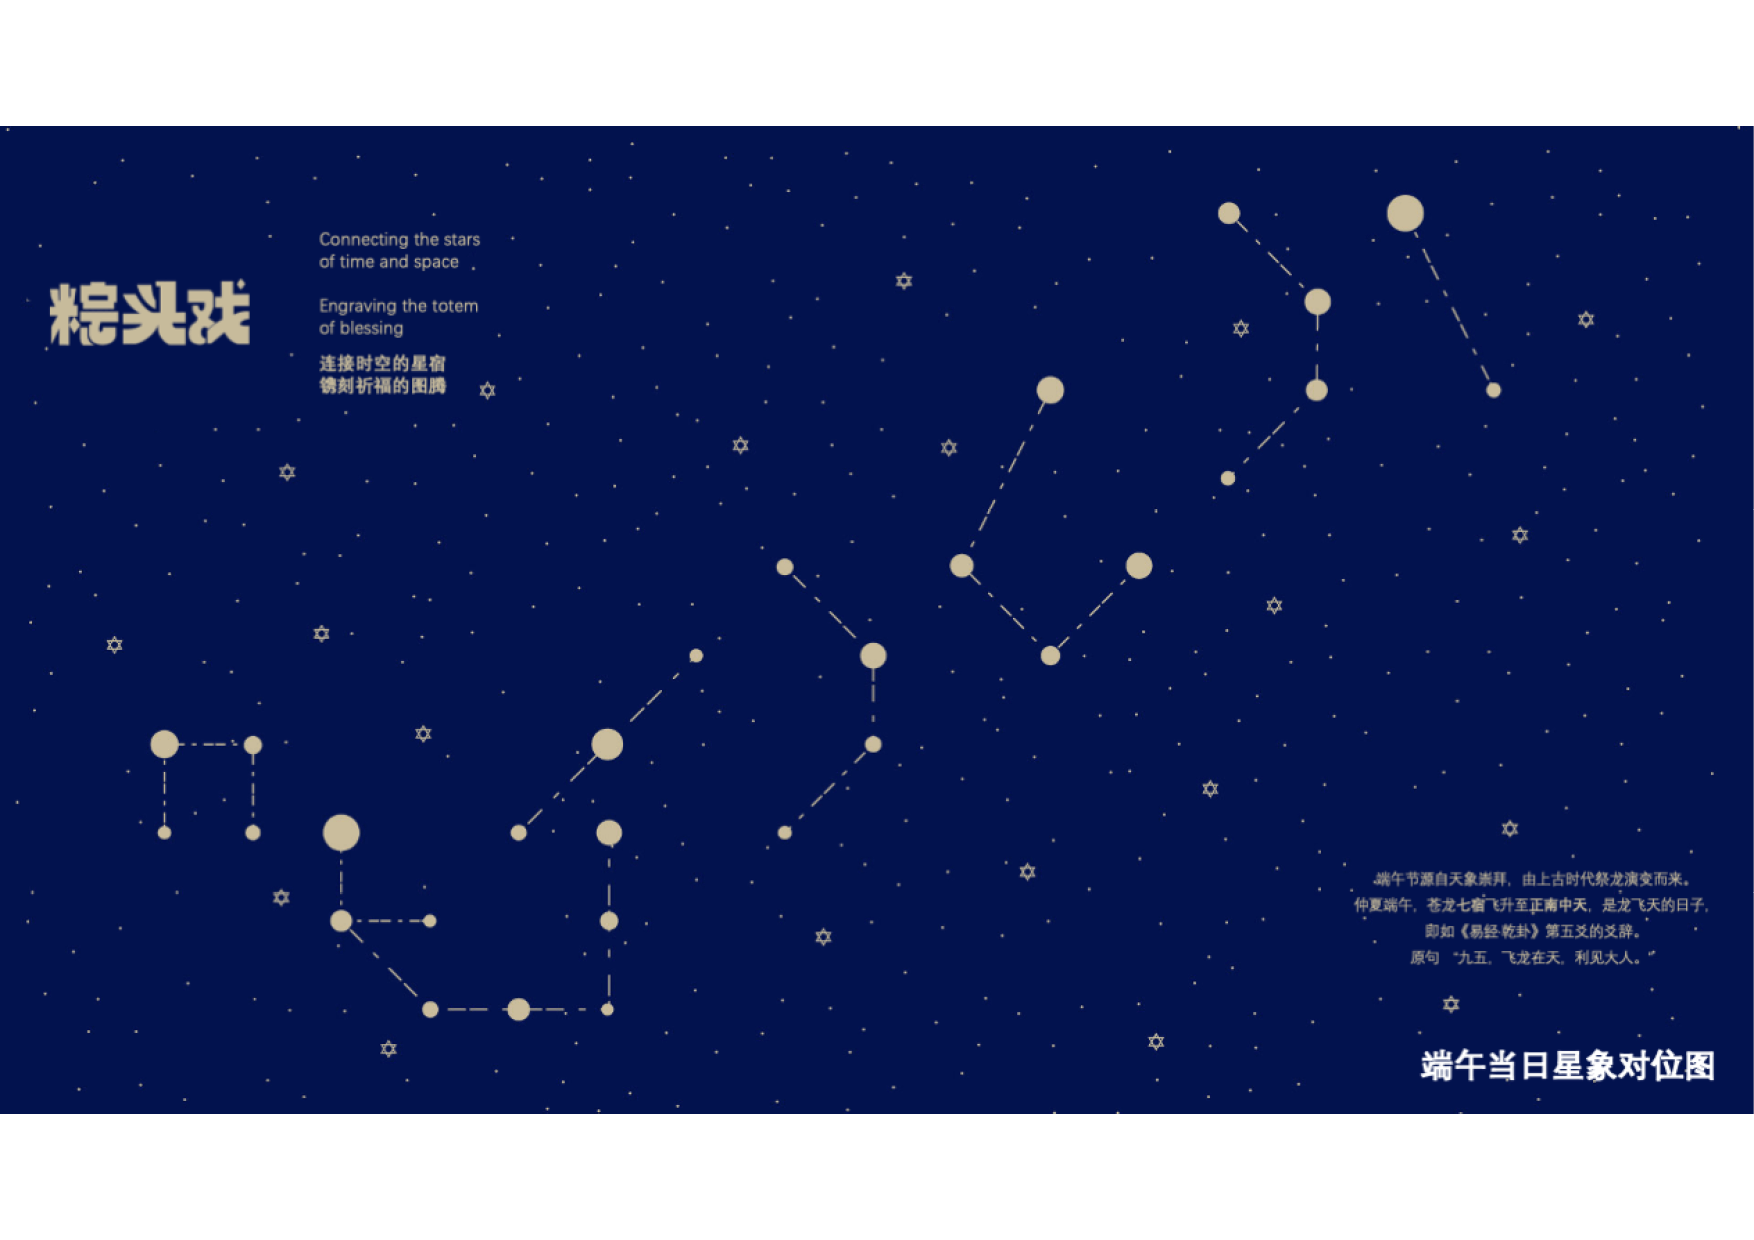 粽头戏
Connecting the stars
of time and space
Engraving the totem
of blessing
连接时空的星宿
镌刻祈福的图腾
端午节源自天象崇拜，由上古时代祭龙演变而来。
仲夏端午，苍龙七宿飞升至正南中天，是龙飞天的日子，
即如《易经·乾卦》第五爻的爻辞。
原句 “九五，飞龙在天，利见大人。”
端午当日星象对位图